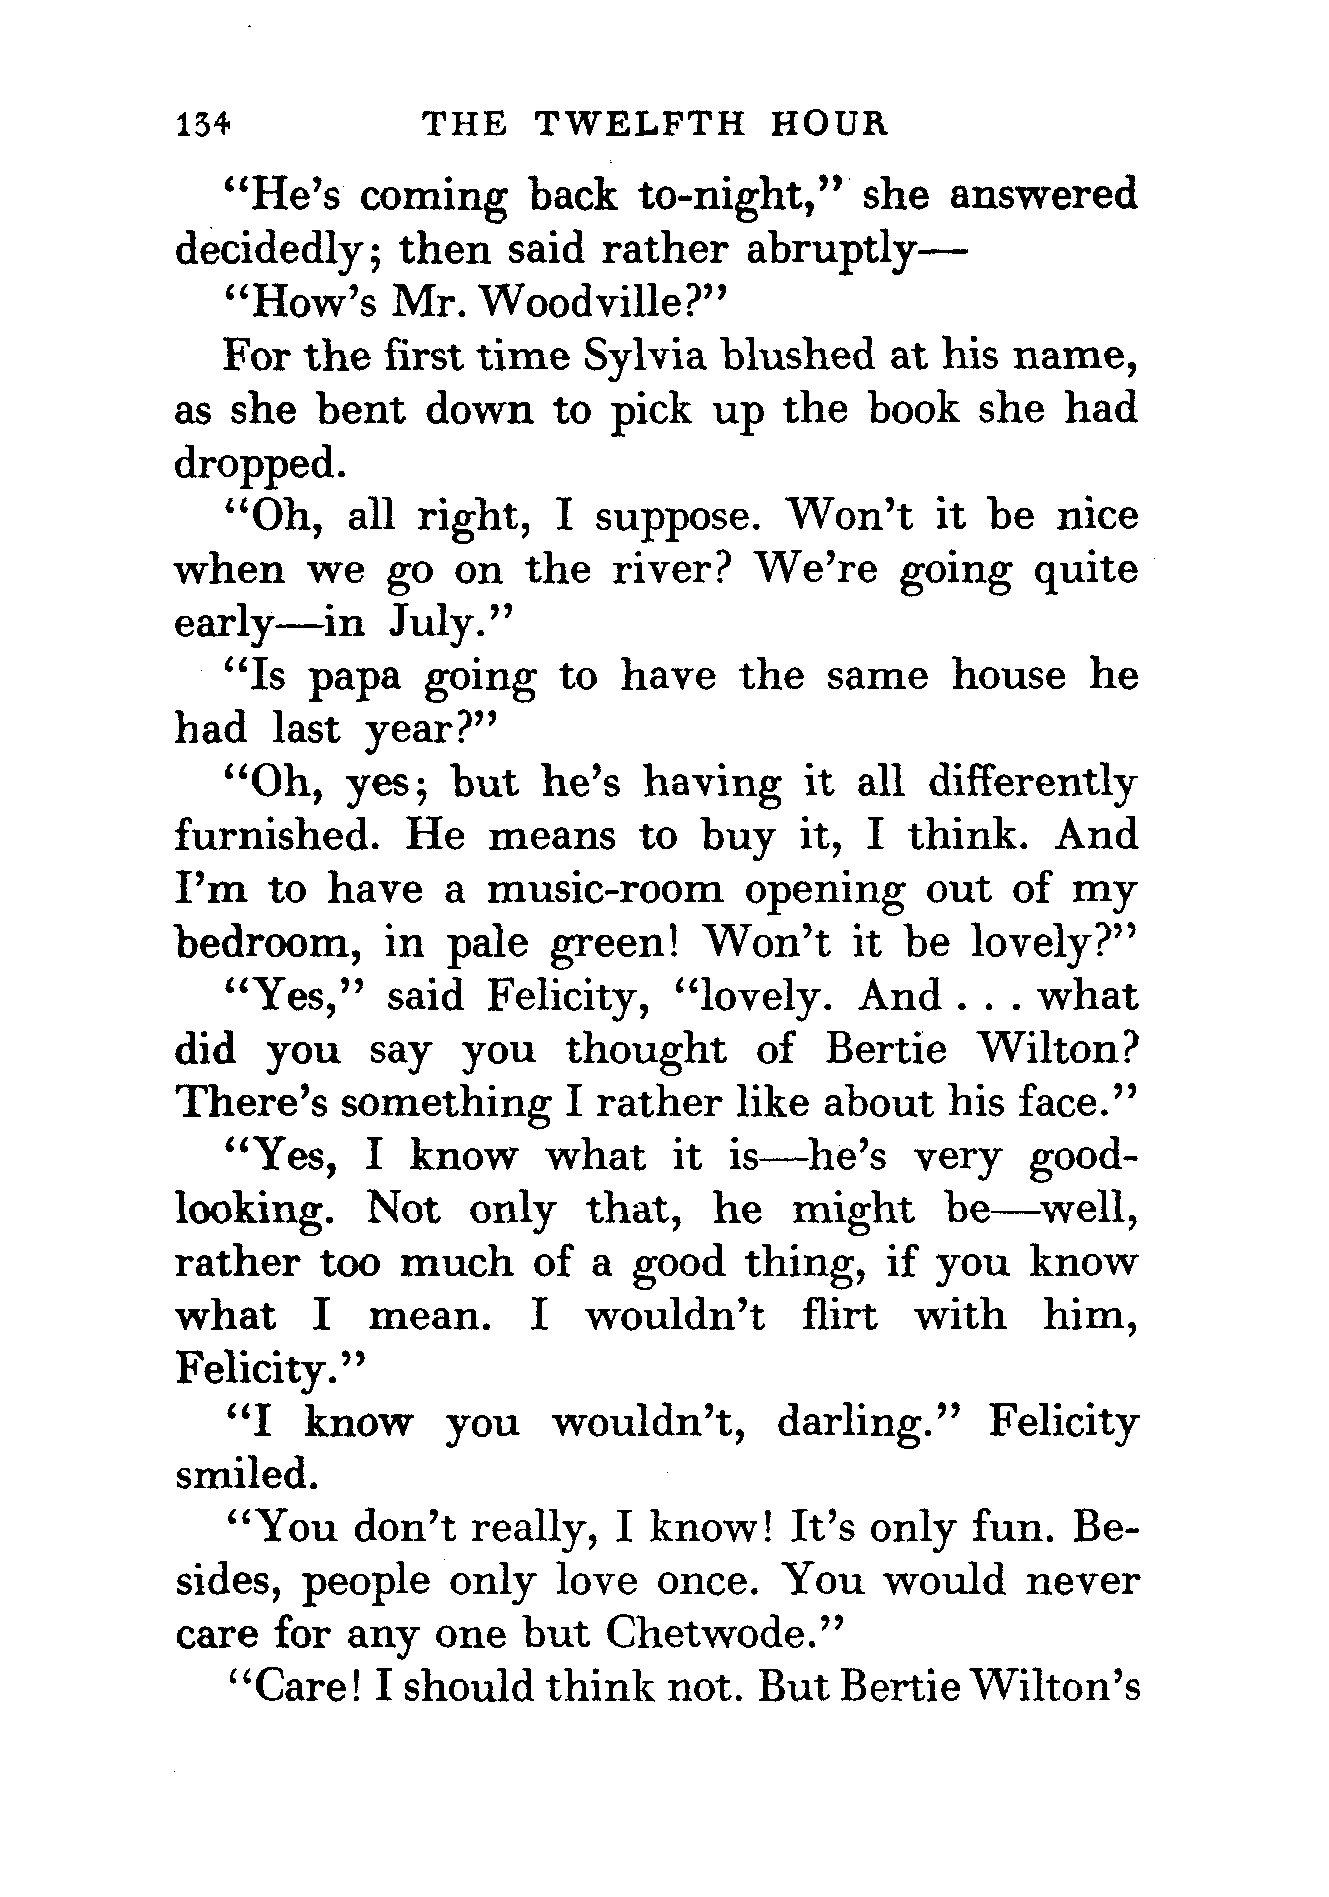 134 THE TWELFTH HOUR
“He’s coming back to-night,” she answered
decidedly; then said rather abruptly—
“How’s Mr. Woodville?”
For the first time Sylvia blushed at his name,
as she bent down to pick up the book she had
dropped.
“Oh, all right, I suppose. Won’t it be nice
when we go on the river? We’re going quite
early—in July.”
“Is papa going to have the same house he
had last year?”
“Oh, yes; but he’s having it all differently
furnished. He means to buy it, I think. And
I’m to have a music-room opening out of my
bedroom, in pale green! Won’t it be lovely?”
“Yes,” said Felicity, “lovely. And . . . what
did you say you thought of Bertie Wilton?
There’s something I rather like about his face.”
“Yes, I know what it is—he’s very good-
looking. Not only that, he might be—well,
rather too much of a good thing, if you know
what I mean. I wouldn’t flirt with him,
Felicity.”
“I know you wouldn’t, darling.” Felicity
smiled.
“You don’t really, I know! It’s only fun. Be-
sides, people only love once. You would never
care for any one but Chetwode.”
“Care! I should think not. But Bertie Wilton’s